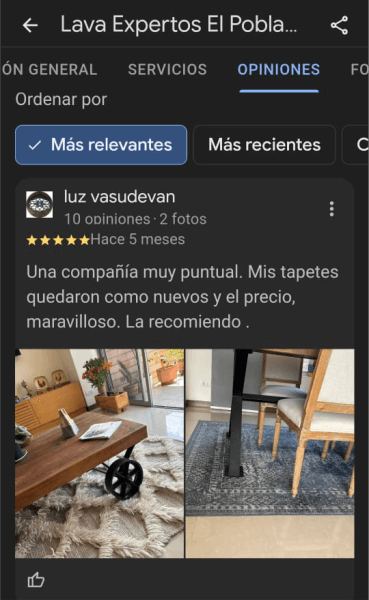 Lava Expertos El Pobla...
ÓN GENERAL SERVICIOS OPINIONES FO
Ordenar por
Más relevantes Más recientes C
luz vasudevan
10 opiniones · 2 fotos
Hace 5 meses
Una compañía muy puntual. Mis tapetes
quedaron como nuevos y el precio,
maravilloso. La recomiendo .